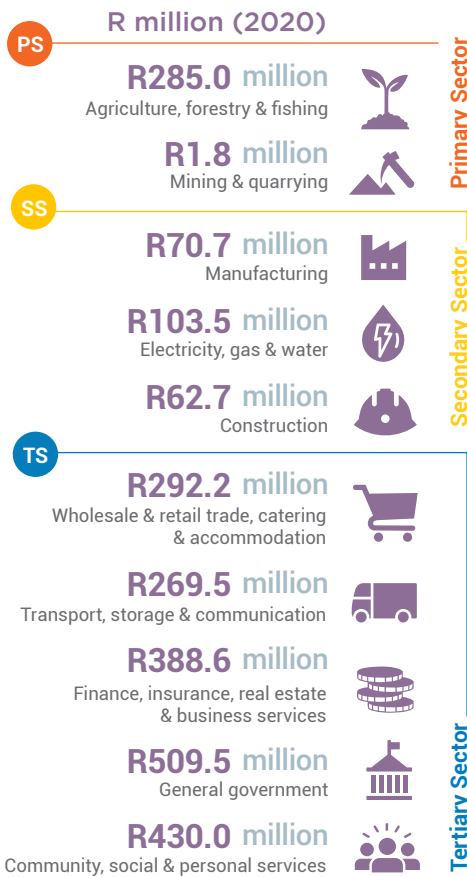 R million (2020)
PS
Primary Sector
R285.0 million
Agriculture, forestry & fishing
R1.8 million
Mining & quarrying
SS
Secondary Sector
R70.7 million
Manufacturing
R103.5 million
Electricity, gas & water
R62.7 million
Construction
TS
Tertiary Sector
R292.2 million
Wholesale & retail trade, catering
& accommodation
R269.5 million
Transport, storage & communication
R388.6 million
Finance, insurance, real estate
& business services
R509.5 million
General government
R430.0 million
Community, social & personal services